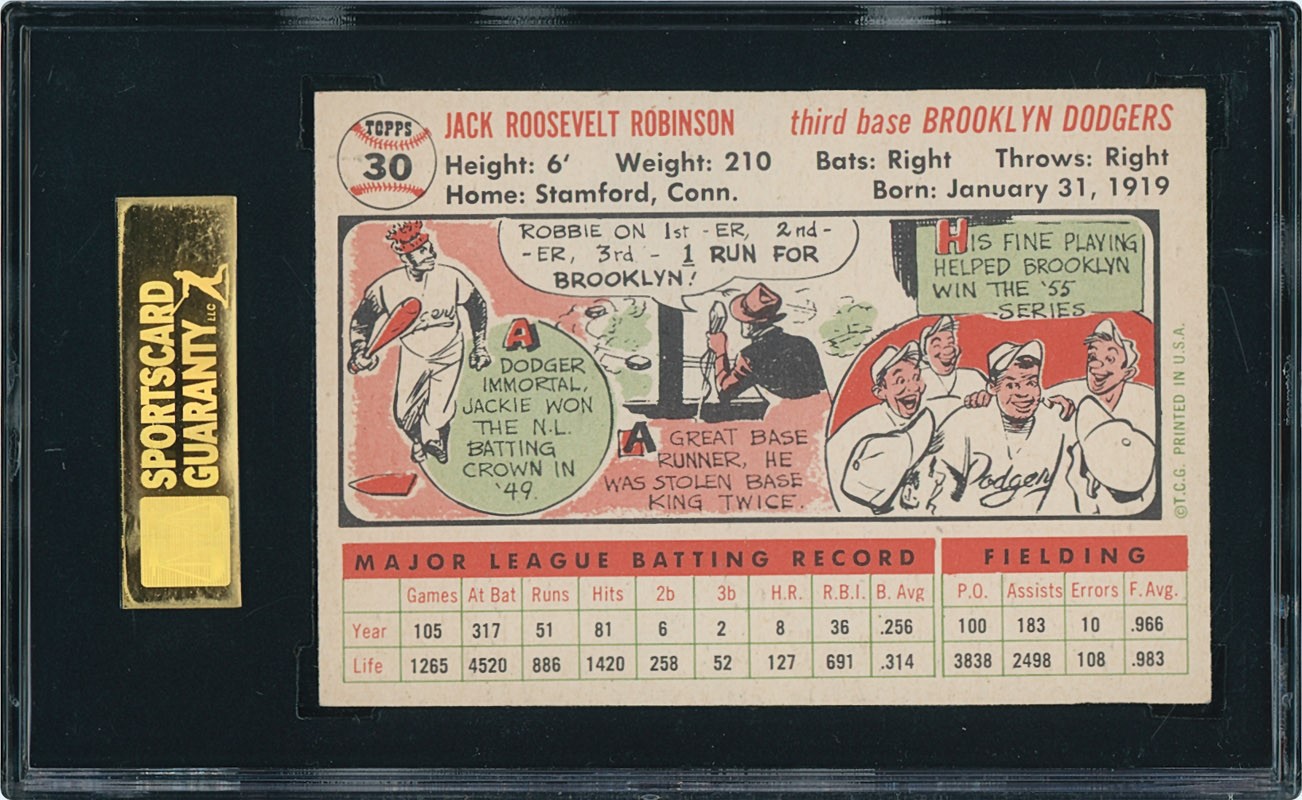 SPORTSCARD
GUARANTY LLC
TOPPS
30
JACK ROOSEVELT ROBINSON third base BROOKLYN DODGERS
Height: 6' Weight: 210 Bats: Right Throws: Right
Home: Stamford, Conn. Born: January 31, 1919
A
DODGER
IMMORTAL,
JACKIE WON
THE N.L.
BATTING
CROWN IN
'49.
ROBBIE ON 1st -ER, 2nd-
-ER, 3rd - 1 RUN FOR
BROOKLYN!
A GREAT BASE
RUNNER, HE
WAS STOLEN BASE
KING TWICE.
HIS FINE PLAYING
HELPED BROOKLYN
WIN THE '55
SERIES
Dodgers
©T.C.G. PRINTED IN U.S.A.
MAJOR LEAGUE BATTING RECORD FIELDING
Games At Bat Runs Hits 2b 3b H.R. R.B.I. B. Avg P.O. Assists Errors F. Avg.
Year 105 317 51 81 6 2 8 36 .256 100 183 10 .966
Life 1265 4520 886 1420 258 52 127 691 .314 3838 2498 108 .983